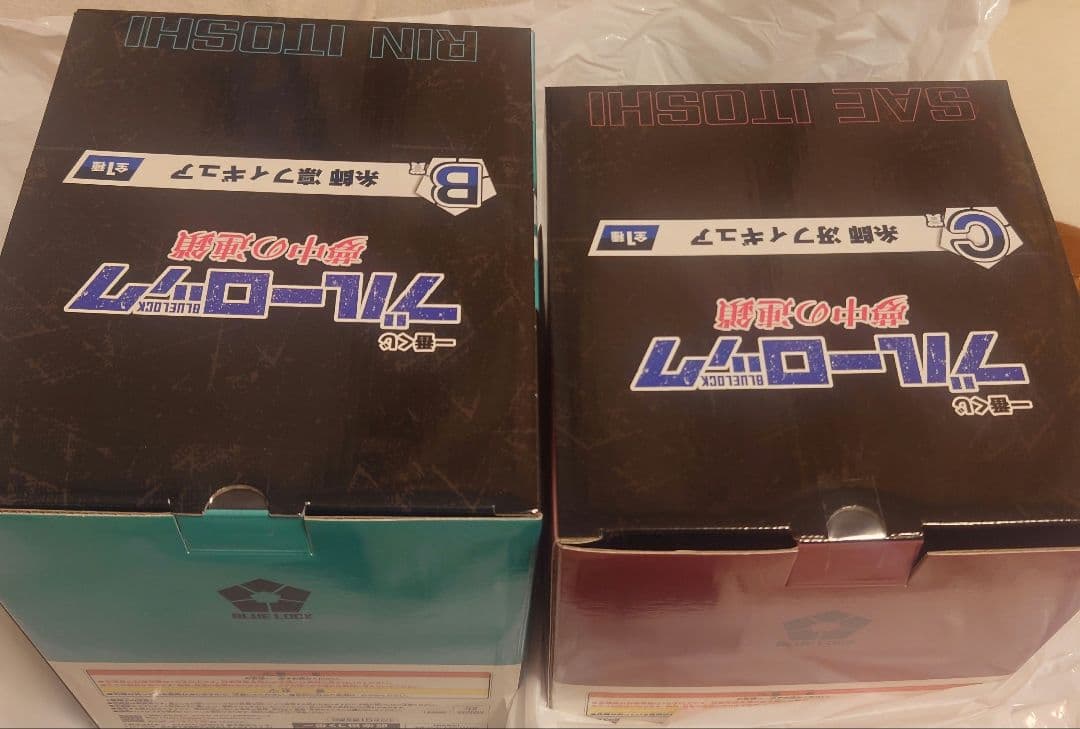 RIN ITOSHI
B賞
糸師 凛フィギュア
全1種
一番くじ
ブルーロック
BLUELOCK
夢中の連鎖
BLUE LOCK
SAE ITOSHI
C賞
糸師 冴フィギュア
全1種
一番くじ
ブルーロック
BLUELOCK
夢中の連鎖